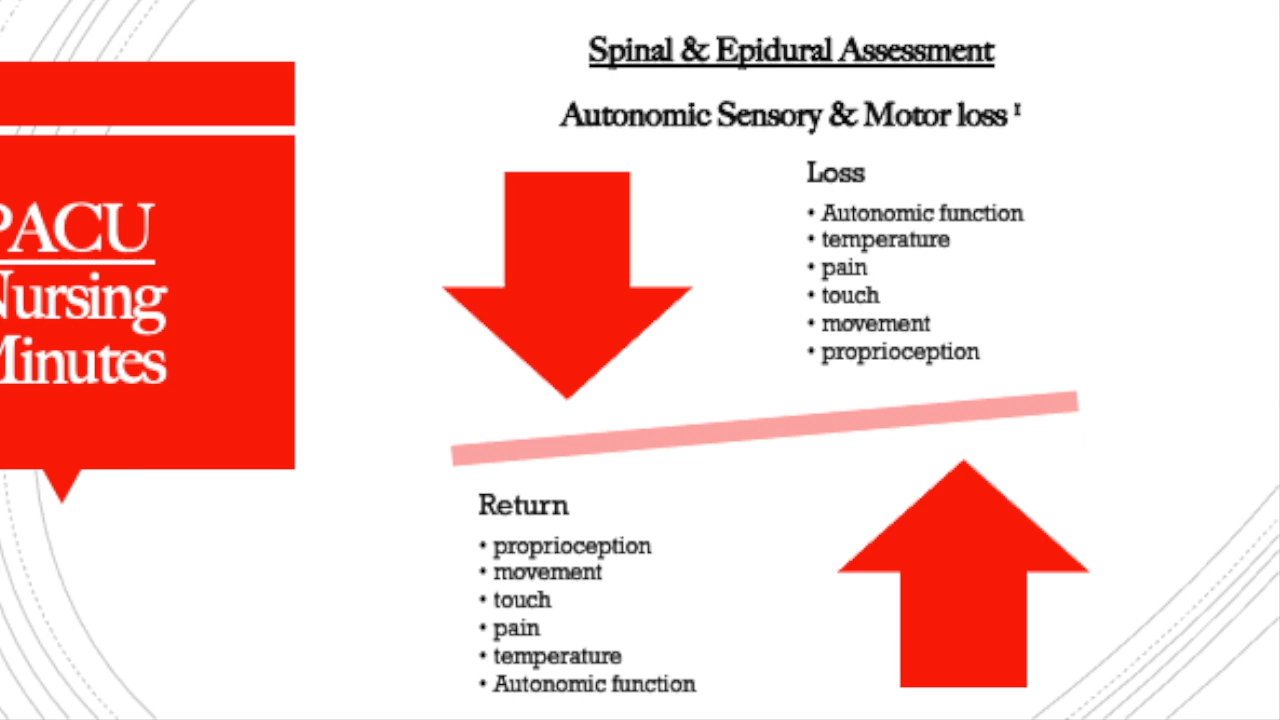 PACU
Nursing
Minutes
Spinal & Epidural Assessment
Autonomic Sensory & Motor loss ¹
Loss
• Autonomic function
• temperature
• pain
• touch
• movement
• proprioception
Return
• proprioception
• movement
• touch
• pain
• temperature
• Autonomic function